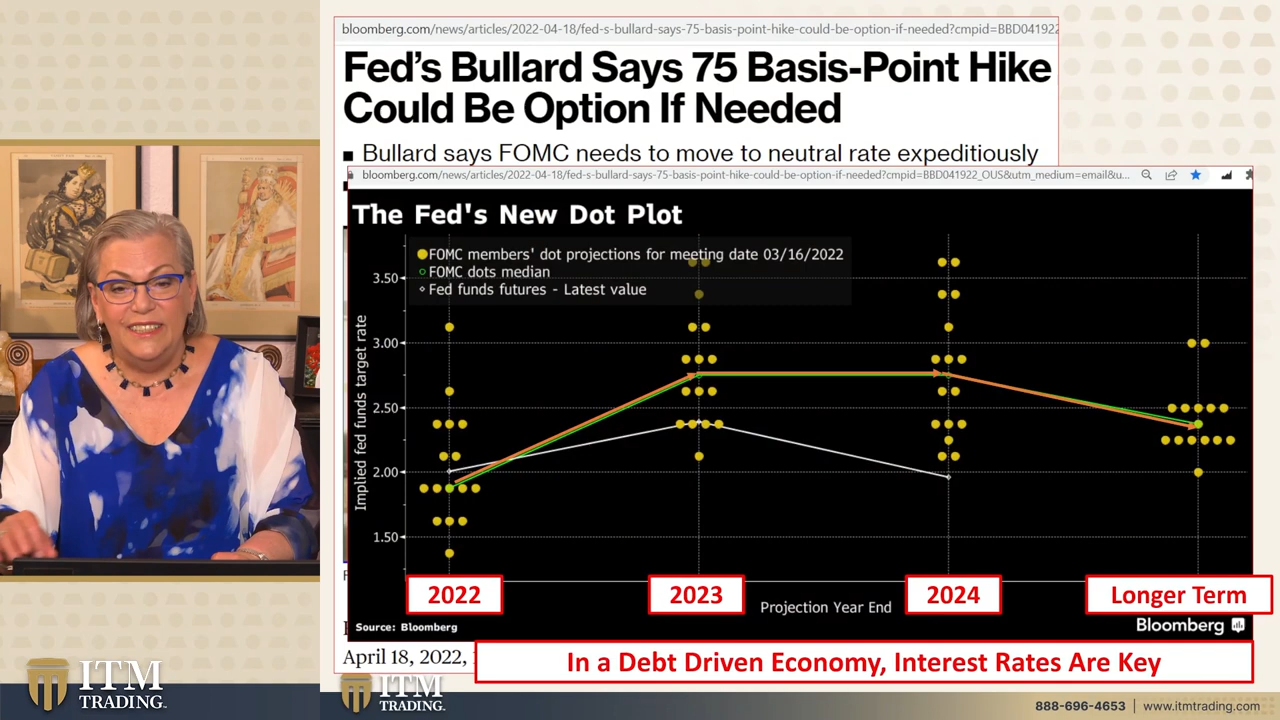 bloomberg.com/news/articles/2022-04-18/fed-s-bullard-says-75-basis-point-hike-could-be-option-if-needed?cmpid=BBD041922
Fed's Bullard Says 75 Basis-Point Hike
Could Be Option If Needed
■ Bullard says FOMC needs to move to neutral rate expeditiously
bloomberg.com/news/articles/2022-04-18/fed-s-bullard-says-75-basis-point-hike-could-be-option-if-needed?cmpid=BBD041922_OUS&utm_medium=email&u...
The Fed's New Dot Plot
FOMC members' dot projections for meeting date 03/16/2022
FOMC dots median
Fed funds futures - Latest value
Implied fed funds target rate
3.50
3.00
2.50
2.00
1.50
2022
2023
2024
Longer Term
Projection Year End
Source: Bloomberg
Bloomberg
April 18, 2022,
In a Debt Driven Economy, Interest Rates Are Key
ITM
TRADING
ITM
TRADING
888-696-4653 | www.itmtrading.com